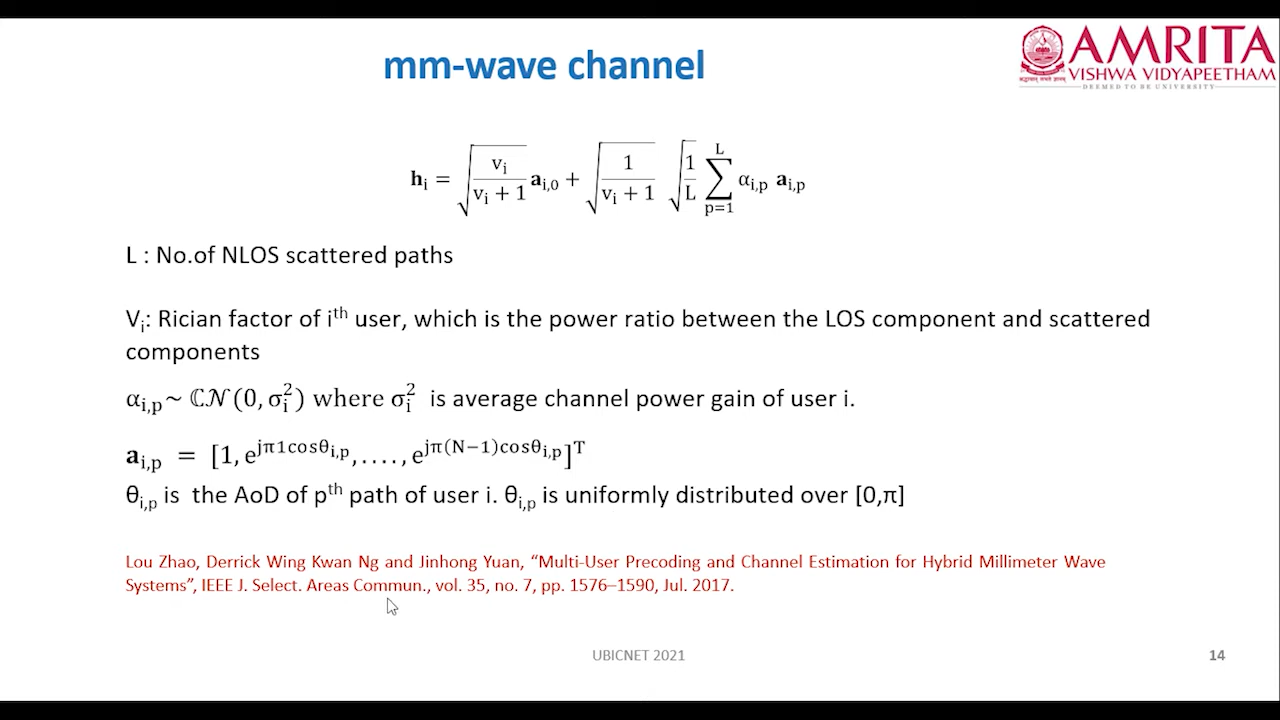 mm-wave channel
AMRITA
VISHWA VIDYAPEETHAM
DEEMED TO BE UNIVERSITY
h_i = √(v_i/(v_i + 1)) a_{i,0} + √(1/(v_i + 1)) √(1/L) ∑_{p=1}^{L} α_{i,p} a_{i,p}
L : No.of NLOS scattered paths
V_i: Rician factor of i^th user, which is the power ratio between the LOS component and scattered
components
α_{i,p}~ ℂ𝒩(0, σ_i^2) where σ_i^2 is average channel power gain of user i.
a_{i,p} = [1, e^{jπ1cosθ_{i,p}}, . . . . , e^{jπ(N−1)cosθ_{i,p}}]^T
θ_{i,p} is the AoD of p^th path of user i. θ_{i,p} is uniformly distributed over [0,π]
Lou Zhao, Derrick Wing Kwan Ng and Jinhong Yuan, “Multi-User Precoding and Channel Estimation for Hybrid Millimeter Wave
Systems”, IEEE J. Select. Areas Commun., vol. 35, no. 7, pp. 1576–1590, Jul. 2017.
UBICNET 2021
14